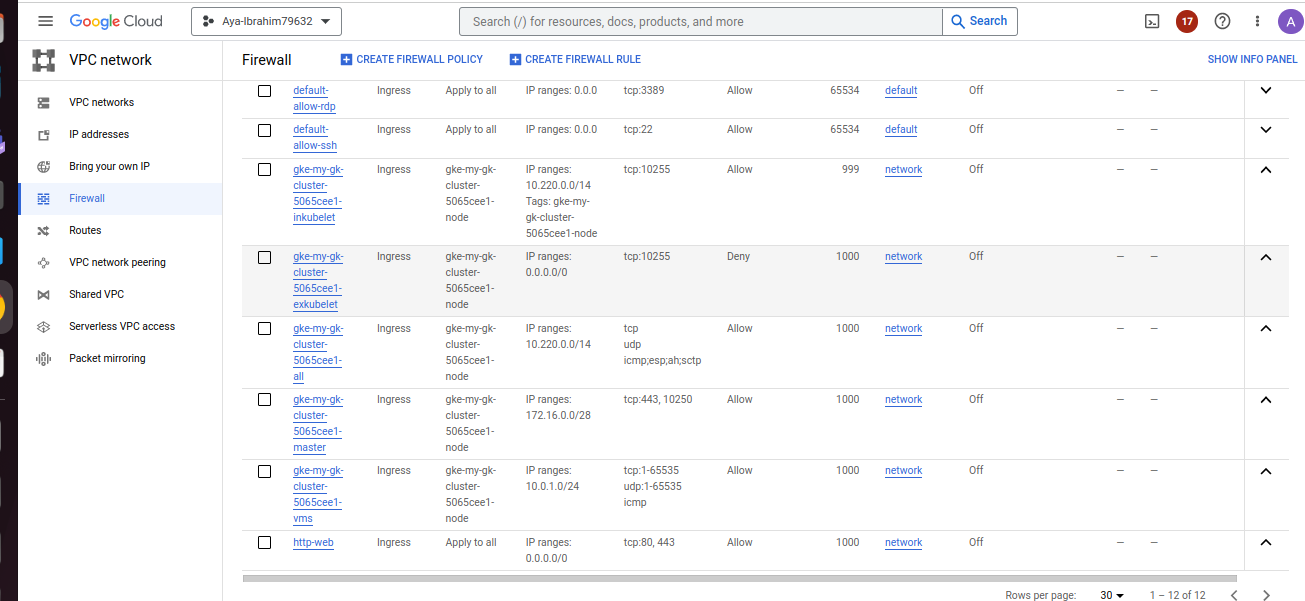 Google Cloud
Aya-Ibrahim79632
Search (/) for resources, docs, products, and more
Search
17
A
VPC network
Firewall
CREATE FIREWALL POLICY
CREATE FIREWALL RULE
SHOW INFO PANEL
VPC networks
IP addresses
Bring your own IP
Firewall
Routes
VPC network peering
Shared VPC
Serverless VPC access
Packet mirroring
default- Ingress Apply to all IP ranges: 0.0.0 tcp:3389 Allow 65534 default Off — —
allow-rdp
default- Ingress Apply to all IP ranges: 0.0.0 tcp:22 Allow 65534 default Off — —
allow-ssh
gke-my-gk- Ingress gke-my-gk- IP ranges: tcp:10255 Allow 999 network Off — —
cluster- cluster- 10.220.0.0/14
5065cee1- 5065cee1- Tags: gke-my-
inkubelet node gk-cluster-
5065cee1-node
gke-my-gk- Ingress gke-my-gk- IP ranges: tcp:10255 Deny 1000 network Off — —
cluster- cluster- 0.0.0.0/0
5065cee1- 5065cee1-
exkubelet node
gke-my-gk- Ingress gke-my-gk- IP ranges: tcp Allow 1000 network Off — —
cluster- cluster- 10.220.0.0/14 udp
5065cee1- 5065cee1- icmp;esp;ah;sctp
all node
gke-my-gk- Ingress gke-my-gk- IP ranges: tcp:443, 10250 Allow 1000 network Off — —
cluster- cluster- 172.16.0.0/28
5065cee1- 5065cee1-
master node
gke-my-gk- Ingress gke-my-gk- IP ranges: tcp:1-65535 Allow 1000 network Off — —
cluster- cluster- 10.0.1.0/24 udp:1-65535
5065cee1- 5065cee1- icmp
vms node
http-web Ingress Apply to all IP ranges: tcp:80, 443 Allow 1000 network Off — —
0.0.0.0/0
Rows per page: 30 1 – 12 of 12